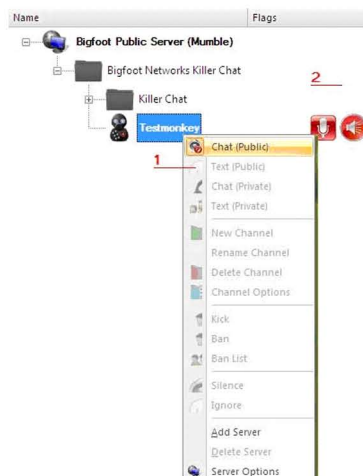 Name Flags
Bigfoot Public Server (Mumble)
Bigfoot Networks Killer Chat
2
Killer Chat
Testmonkey
Chat (Public)
1
Text (Public)
Chat (Private)
Text (Private)
New Channel
Rename Channel
Delete Channel
Channel Options
Kick
Ban
Ban List
Silence
Ignore
Add Server
Delete Server
Server Options